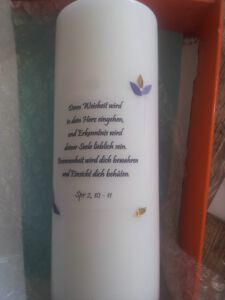 Denn Weisheit wird
in dein Herz eingehen,
und Erkenntnis wird
deiner Seele lieblich sein.
Besonnenheit wird dich bewahren
und Einsicht dich behüten.
Spr 2, 10 - 11